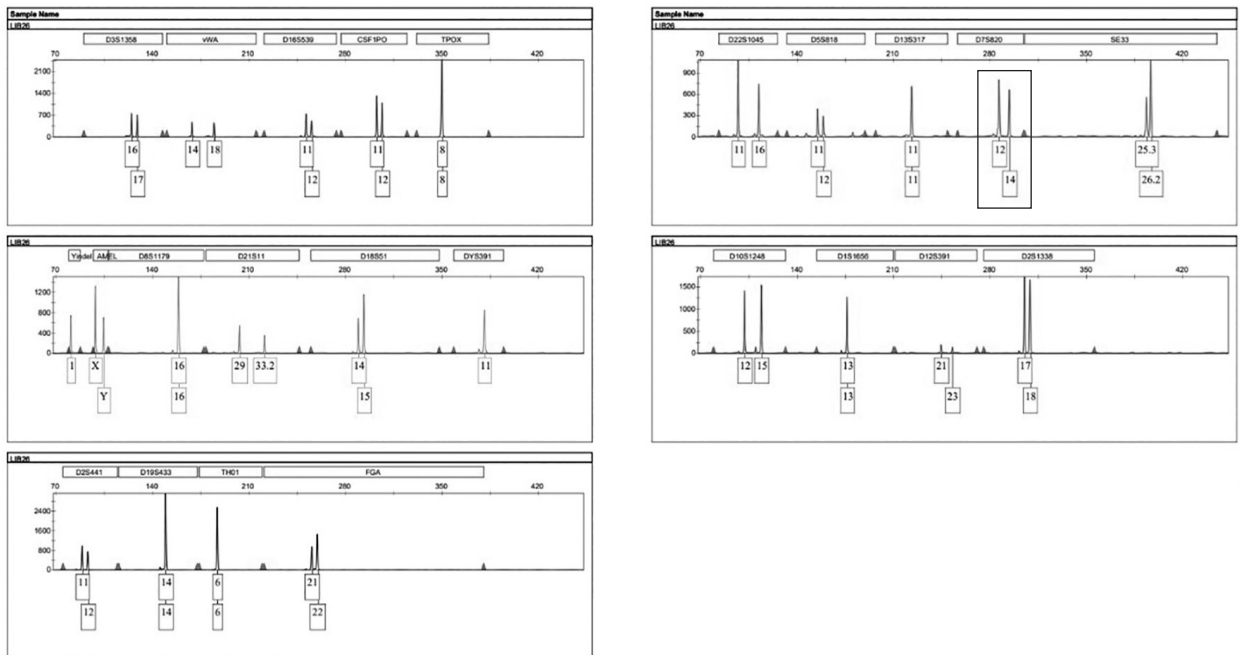 Sample Name
LIB26
D3S1358 vWA D16S539 CSF1PO TPOX
70 140 210 280 350 420
2100
1400
700
0
16 14 18 11 11 8
17 12 12 8
LIB26
Yindel AMEL D8S1179 D21S11 D18S51 DYS391
70 140 210 280 350 420
1200
800
400
0
1 X 16 29 33.2 14 11
Y 16 15
LIB26
D2S441 D19S433 TH01 FGA
70 140 210 280 350 420
2400
1600
800
0
11 14 6 21
12 14 6 22
Sample Name
LIB26
D22S1045 D5S818 D13S317 D7S820 SE33
70 140 210 280 350 420
900
600
300
0
11 16 11 11 12 25.3
12 11 14 26.2
LIB26
D10S1248 D1S1656 D12S391 D2S1338
70 140 210 280 350 420
1500
1000
500
0
12 15 13 21 17
13 23 18